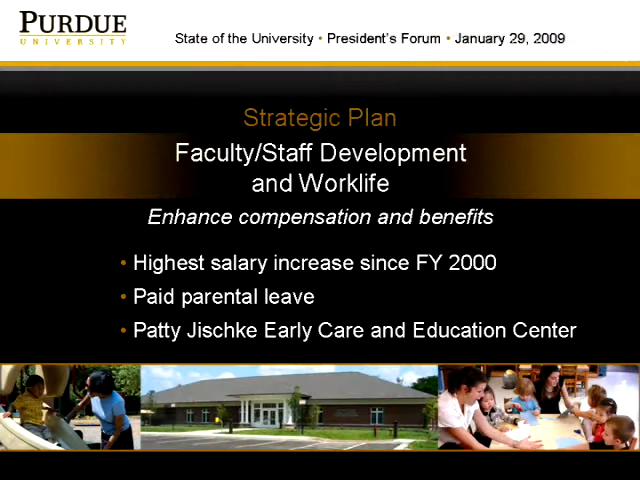 PURDUE
UNIVERSITY
State of the University • President's Forum • January 29, 2009
Strategic Plan
Faculty/Staff Development
and Worklife
Enhance compensation and benefits
• Highest salary increase since FY 2000
• Paid parental leave
• Patty Jischke Early Care and Education Center